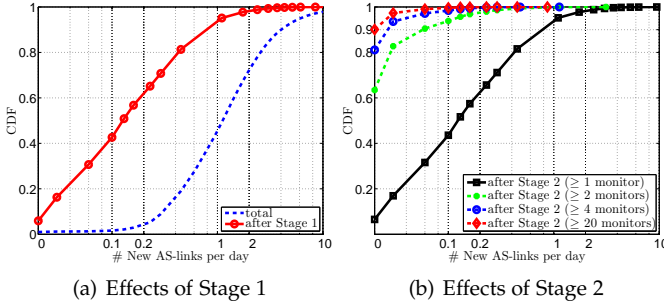 1
0.8
0.6
0.4
0.2
0
CDF
0
0.1
0.2
1
2
10
# New AS-links per day
total
after Stage 1
(a) Effects of Stage 1
1
0.8
0.6
0.4
0.2
0
CDF
0
0.1
0.2
1
2
10
# New AS-links per day
after Stage 2 (≥ 1 monitor)
after Stage 2 (≥ 2 monitors)
after Stage 2 (≥ 4 monitors)
after Stage 2 (≥ 20 monitors)
(b) Effects of Stage 2